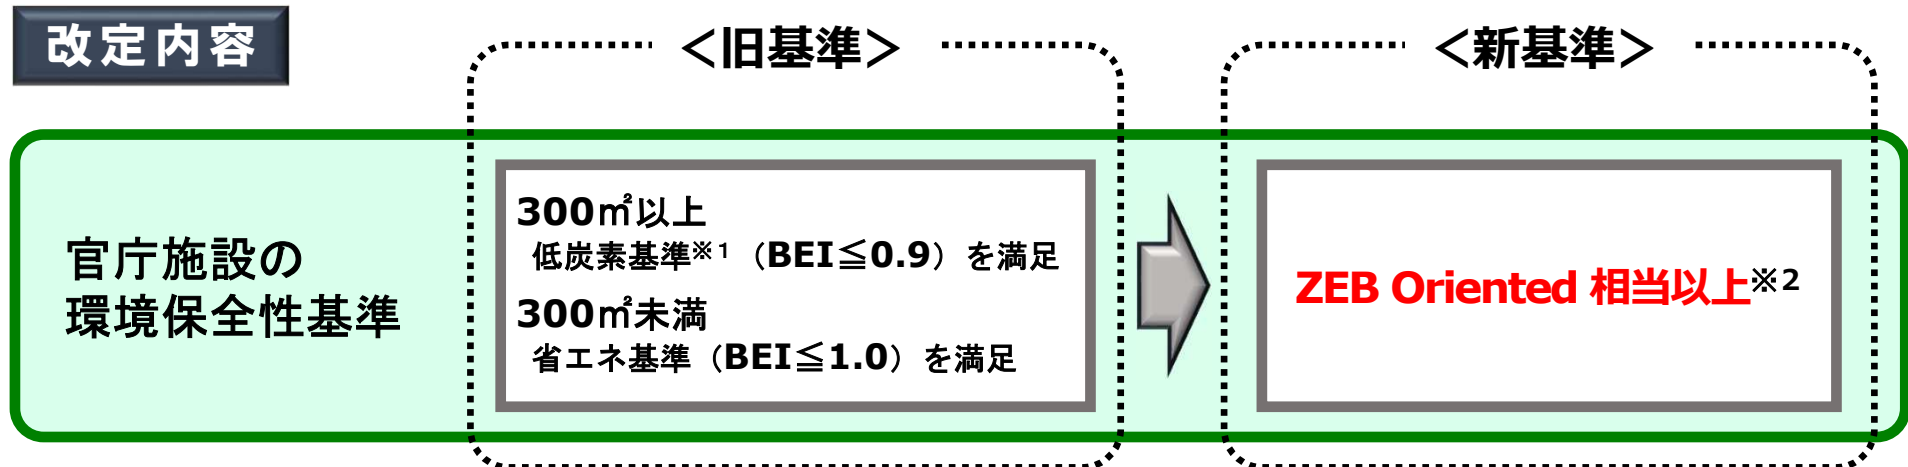 改定内容
＜旧基準＞
＜新基準＞
官庁施設の
環境保全性基準
300㎡以上
低炭素基準※1（BEI≦0.9）を満足
300㎡未満
省エネ基準（BEI≦1.0）を満足
ZEB Oriented 相当以上※2